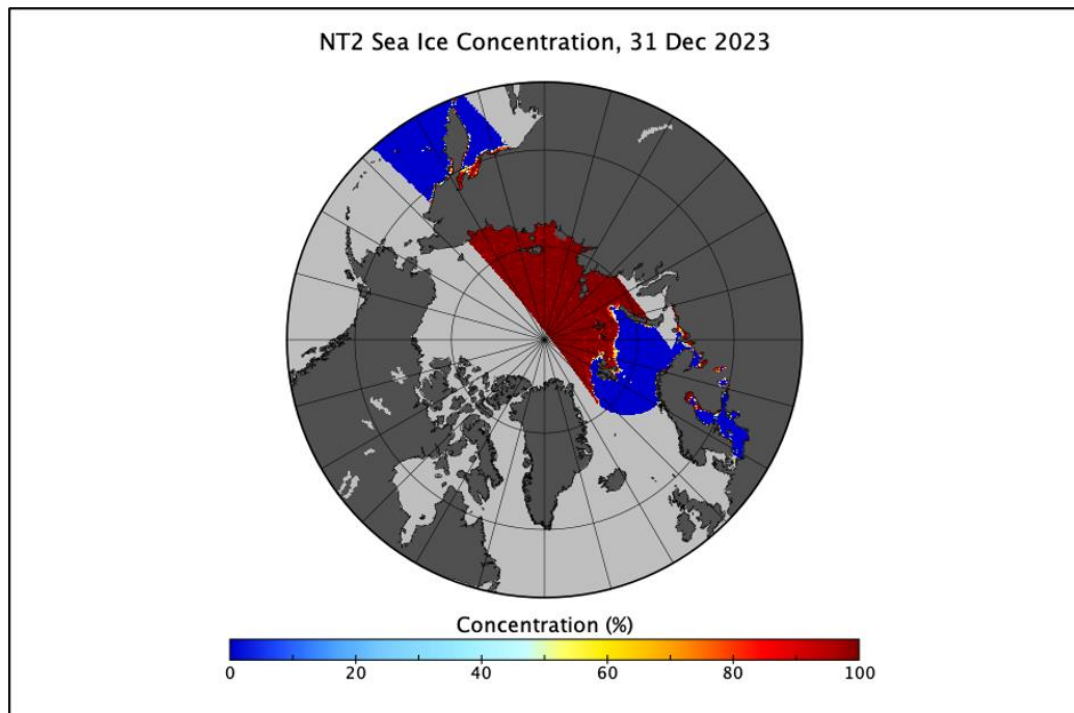 NT2 Sea Ice Concentration, 31 Dec 2023
Concentration (%)
0 20 40 60 80 100